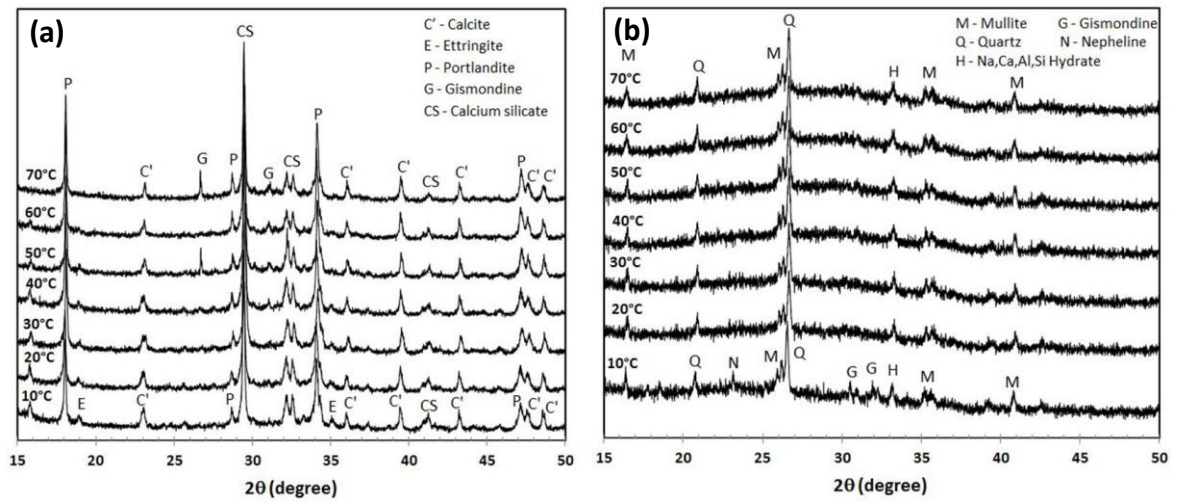 (a)
C' - Calcite
E - Ettringite
P - Portlandite
G - Gismondine
CS - Calcium silicate
CS
P
P
G
P
G
CS
C'
C'
C'
CS
C'
P
C'
C'
70°C
60°C
50°C
40°C
30°C
20°C
10°C
E
C'
P
E
C'
C'
CS
C'
P
C'
C'
15 20 25 30 35 40 45 50
2θ (degree)
(b)
M - Mullite G - Gismondine
Q - Quartz N - Nepheline
H - Na,Ca,Al,Si Hydrate
Q
M
M
Q
H
M
M
70°C
60°C
50°C
40°C
30°C
20°C
10°C
Q
N
M
Q
G
G
H
M
M
15 20 25 30 35 40 45 50
2θ (degree)